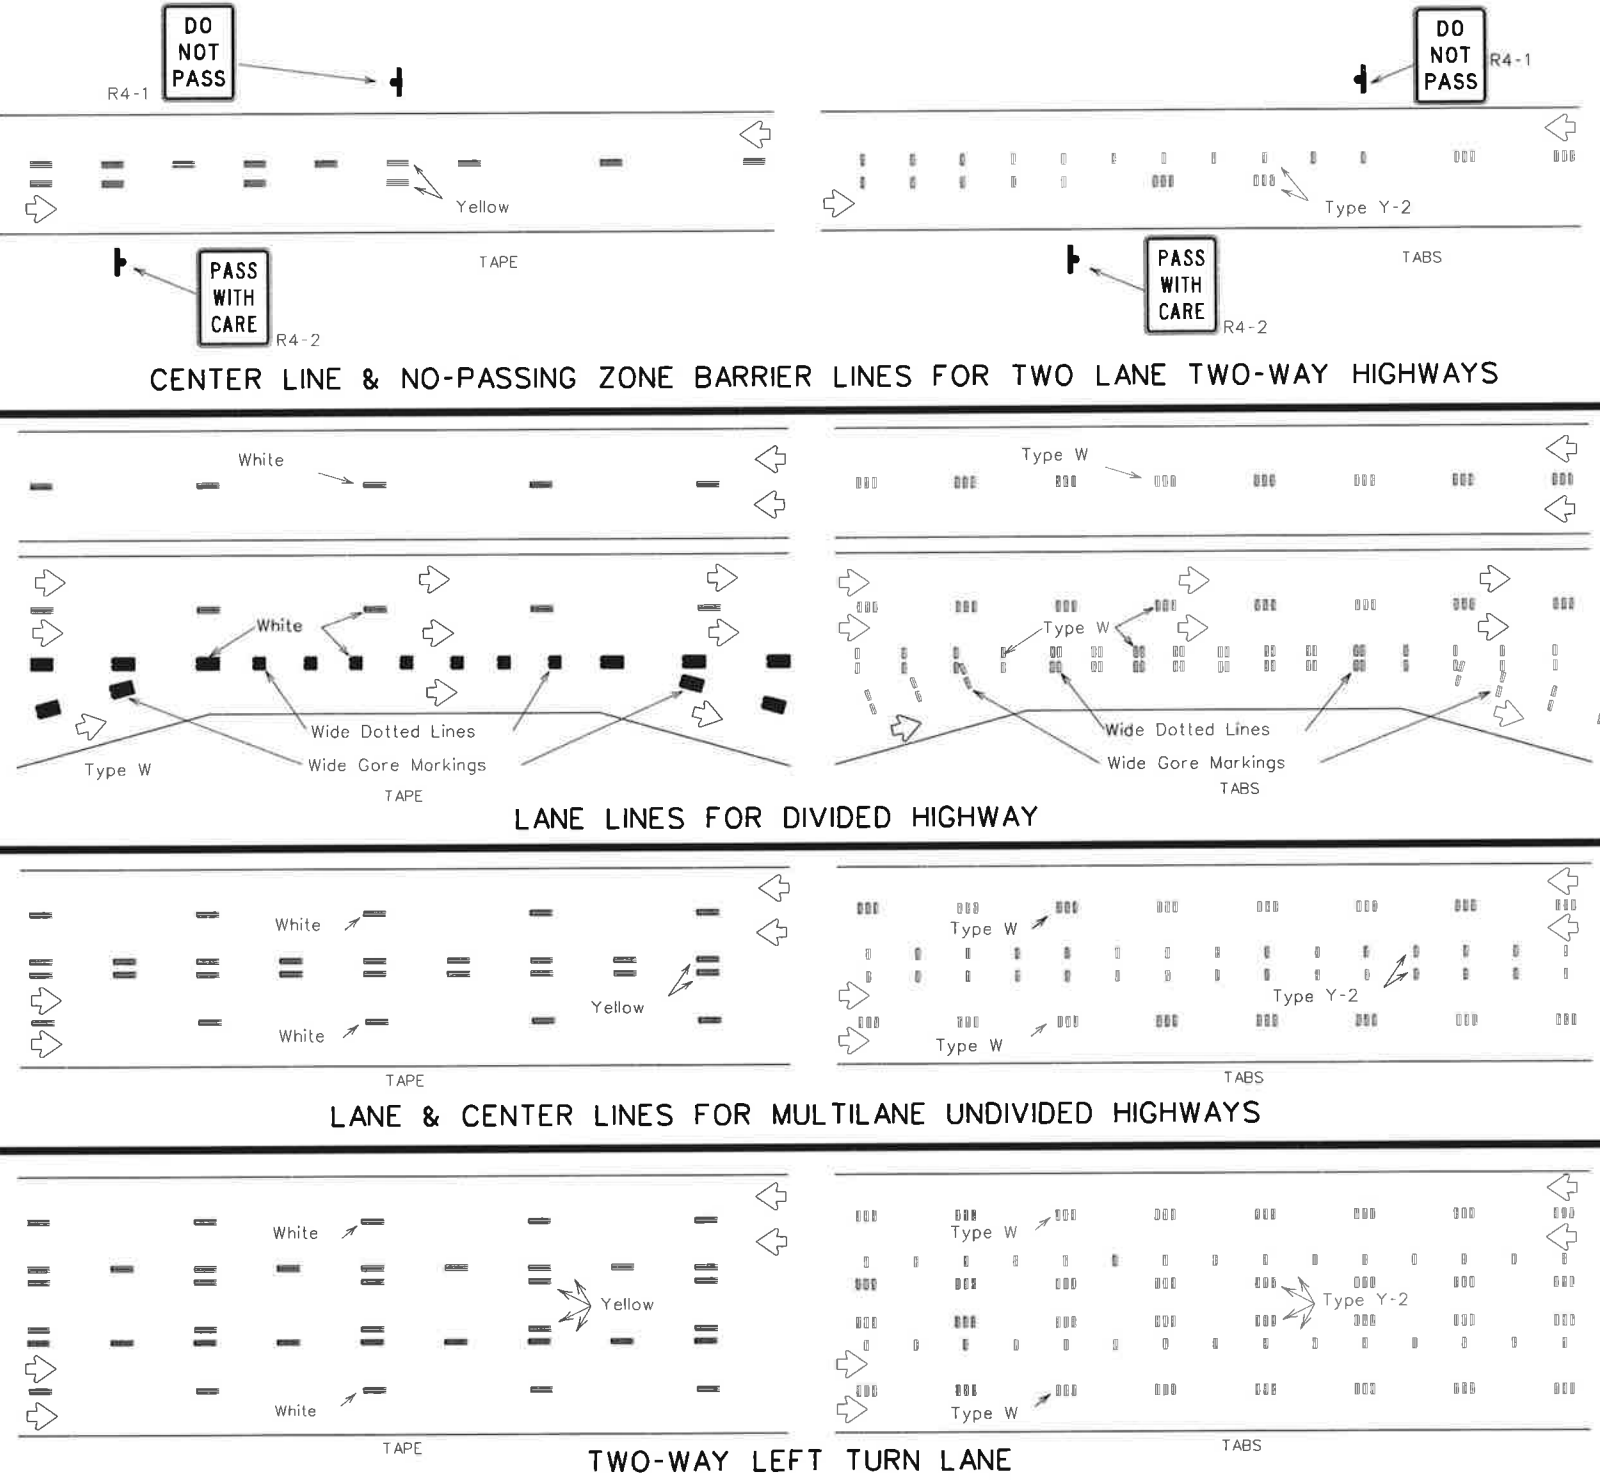 DO
NOT
PASS
R4-1
DO
NOT
PASS
R4-1
Yellow
Type Y-2
TAPE
TABS
PASS
WITH
CARE
R4-2
PASS
WITH
CARE
R4-2
CENTER LINE & NO-PASSING ZONE BARRIER LINES FOR TWO LANE TWO-WAY HIGHWAYS
White
Type W
White
Type W
Wide Dotted Lines
Wide Dotted Lines
Type W
Wide Gore Markings
Wide Gore Markings
TAPE
TABS
LANE LINES FOR DIVIDED HIGHWAY
White
Type W
Yellow
Type Y-2
White
Type W
TAPE
TABS
LANE & CENTER LINES FOR MULTILANE UNDIVIDED HIGHWAYS
White
Type W
Yellow
Type Y-2
White
Type W
TAPE
TABS
TWO-WAY LEFT TURN LANE